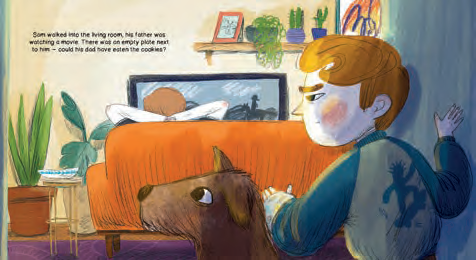 Sam walked into the living room, his father was
watching a movie. There was an empty plate next
to him – could his dad have eaten the cookies?